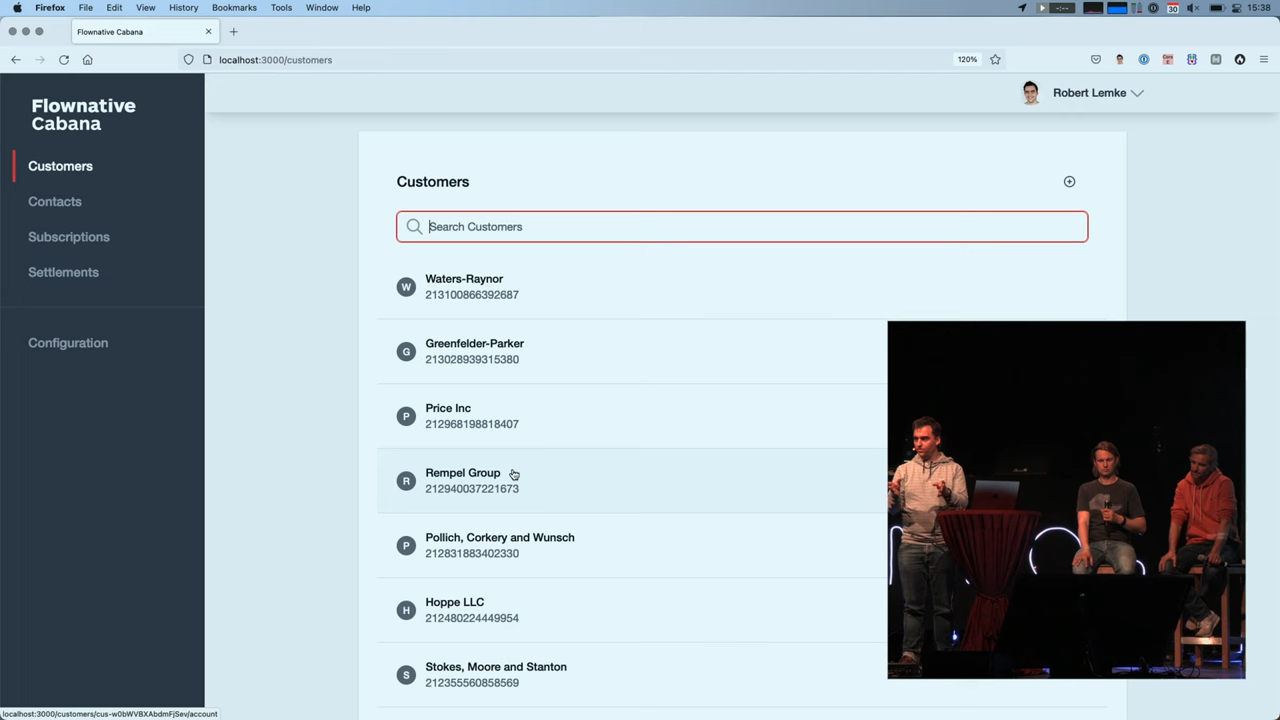 Firefox File Edit View History Bookmarks Tools Window Help
-:-- 30 15:38
Flownative Cabana
localhost:3000/customers 120%
Robert Lemke
Flownative
Cabana
Customers
Contacts
Subscriptions
Settlements
Configuration
Customers
Search Customers
W
Waters-Raynor
213100866392687
G
Greenfelder-Parker
213028939315380
P
Price Inc
212968198818407
R
Rempel Group
212940037221673
P
Pollich, Corkery and Wunsch
212831883402330
H
Hoppe LLC
212480224449954
S
Stokes, Moore and Stanton
212355560858569
localhost:3000/customers/cus-w0bWVBXAbdmFjSev/account